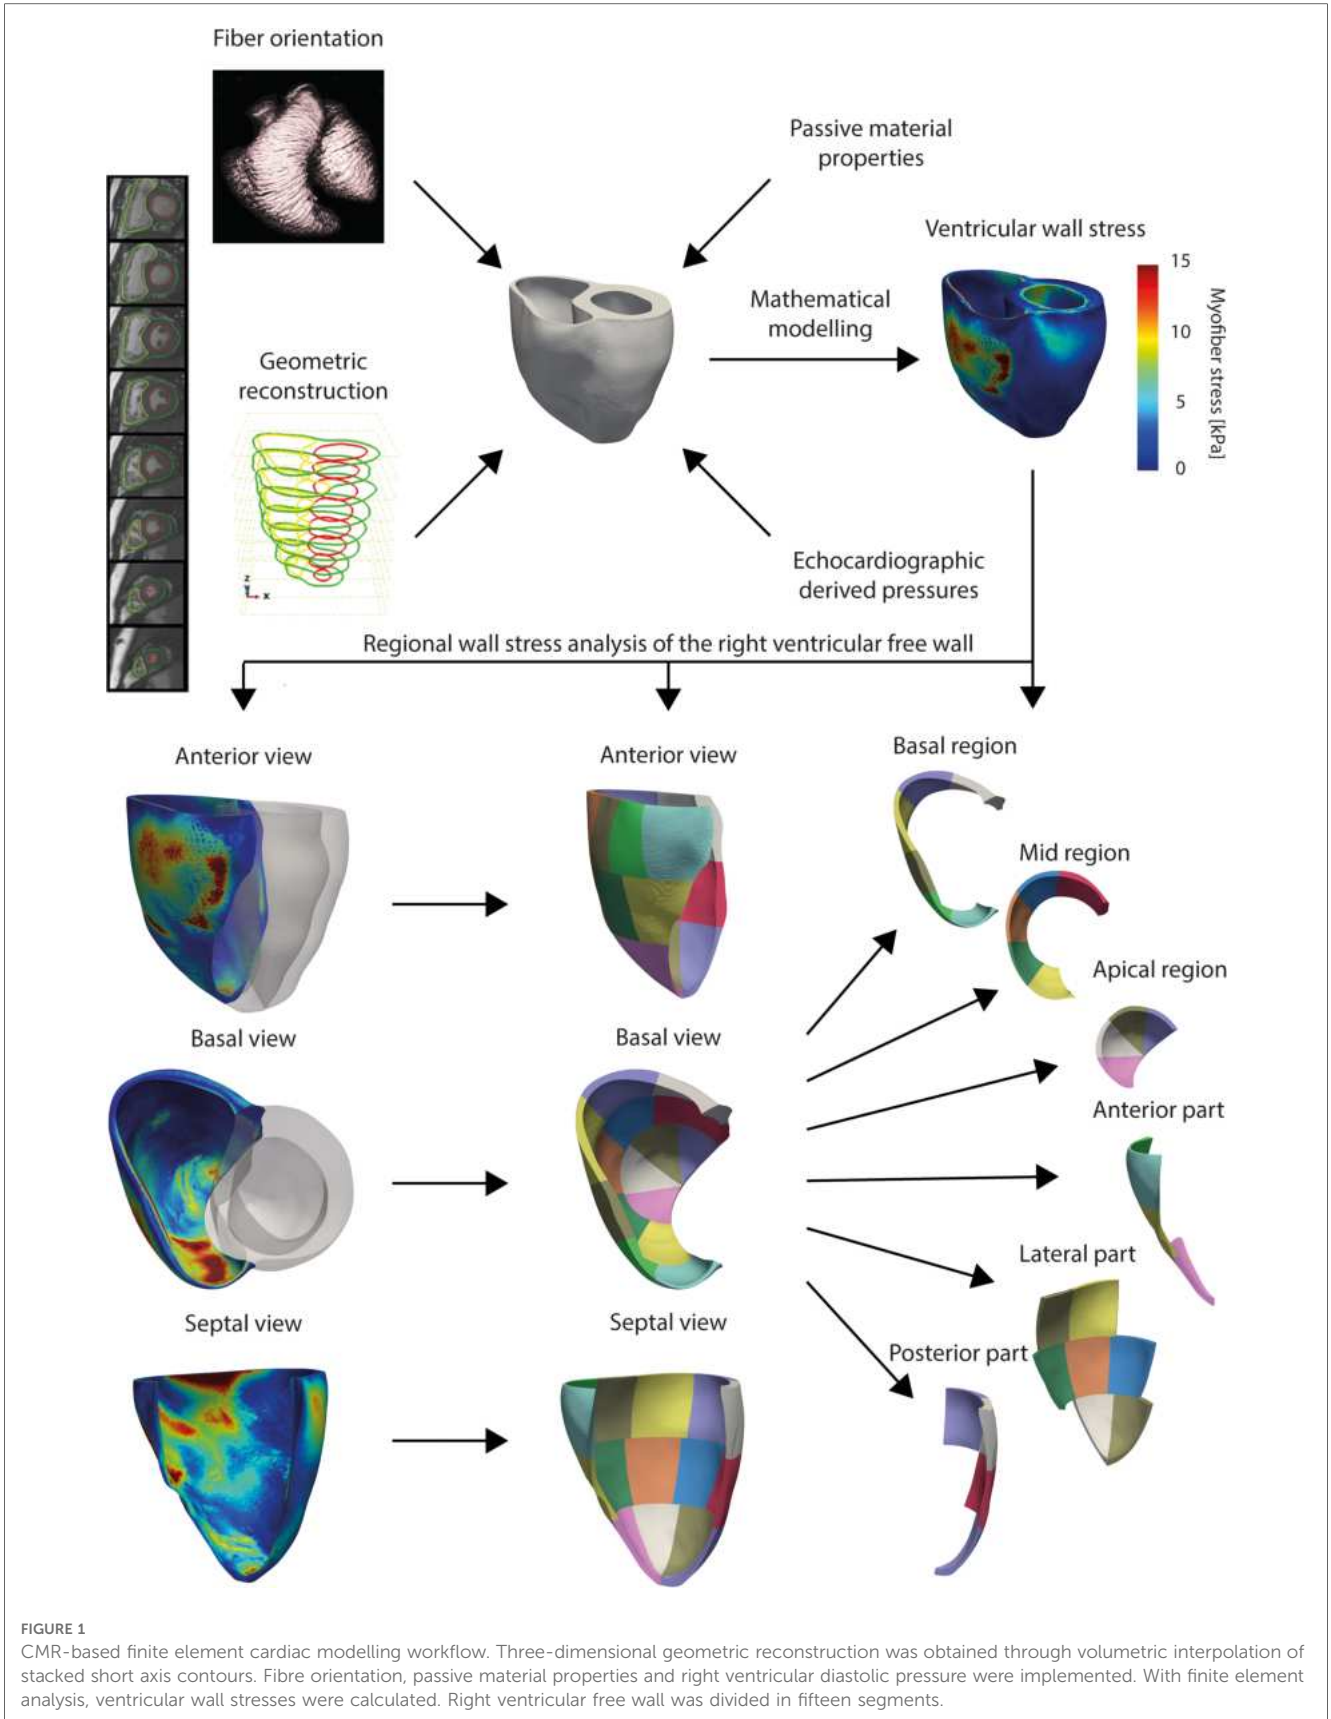 Fiber orientation
Passive material
properties
Ventricular wall stress
15
10
5
0
Myofiber stress [kPa]
Mathematical
modelling
Geometric
reconstruction
z
x
Y
Echocardiographic
derived pressures
Regional wall stress analysis of the right ventricular free wall
Anterior view
Anterior view
Basal region
Mid region
Apical region
Basal view
Basal view
Anterior part
Lateral part
Septal view
Septal view
Posterior part
FIGURE 1
CMR-based finite element cardiac modelling workflow. Three-dimensional geometric reconstruction was obtained through volumetric interpolation of
stacked short axis contours. Fibre orientation, passive material properties and right ventricular diastolic pressure were implemented. With finite element
analysis, ventricular wall stresses were calculated. Right ventricular free wall was divided in fifteen segments.